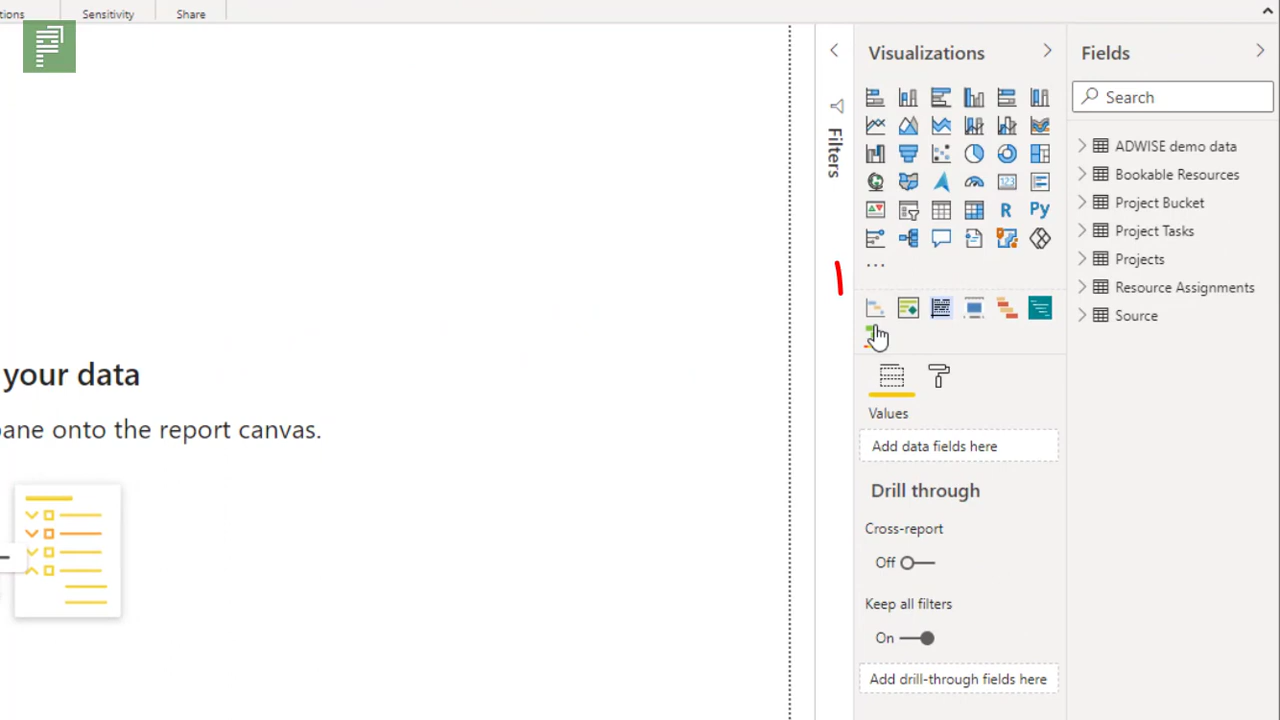 tions
Sensitivity
Share
your data
pane onto the report canvas.
Filters
Visualizations
123
R
Py
...
Values
Add data fields here
Drill through
Cross-report
Off
Keep all filters
On
Add drill-through fields here
Fields
Search
ADWISE demo data
Bookable Resources
Project Bucket
Project Tasks
Projects
Resource Assignments
Source